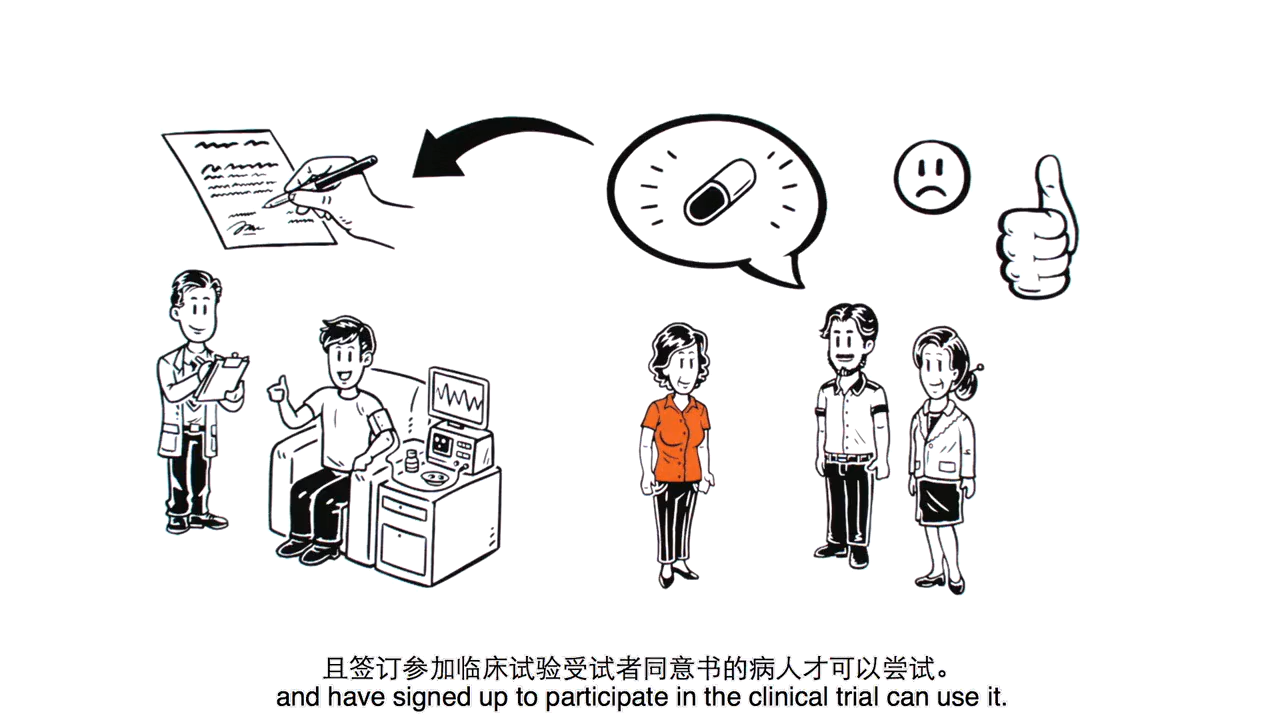 且签订参加临床试验受试者同意书的病人才可以尝试。
and have signed up to participate in the clinical trial can use it.